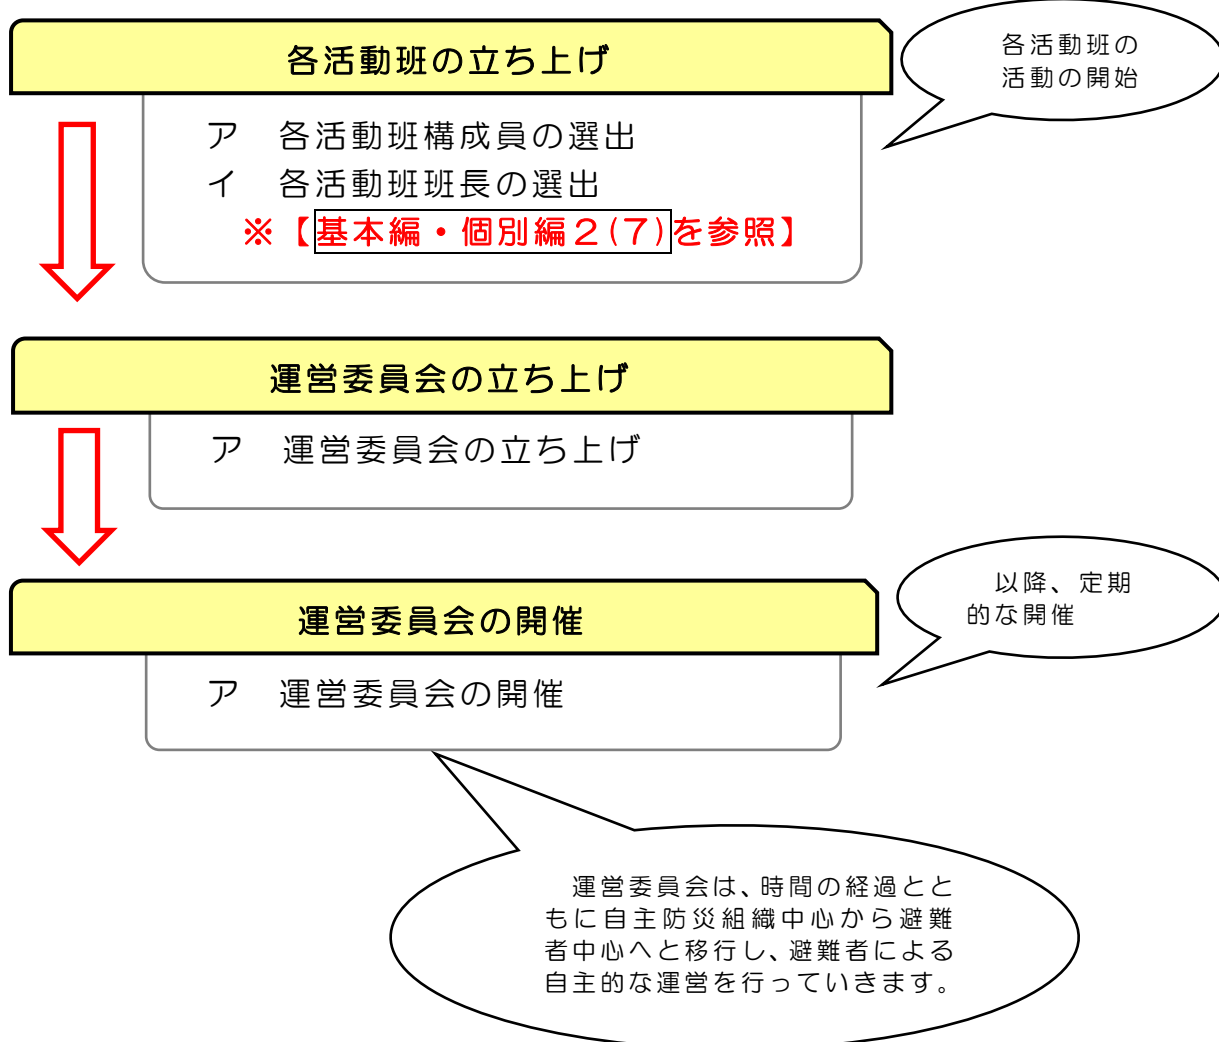 各活動班の立ち上げ
各活動班の
活動の開始
ア　各活動班構成員の選出
イ　各活動班班長の選出
※【基本編・個別編２(７)を参照】
運営委員会の立ち上げ
ア　運営委員会の立ち上げ
以降、定期
的な開催
運営委員会の開催
ア　運営委員会の開催
運営委員会は、時間の経過とと
もに自主防災組織中心から避難
者中心へと移行し、避難者による
自主的な運営を行っていきます。